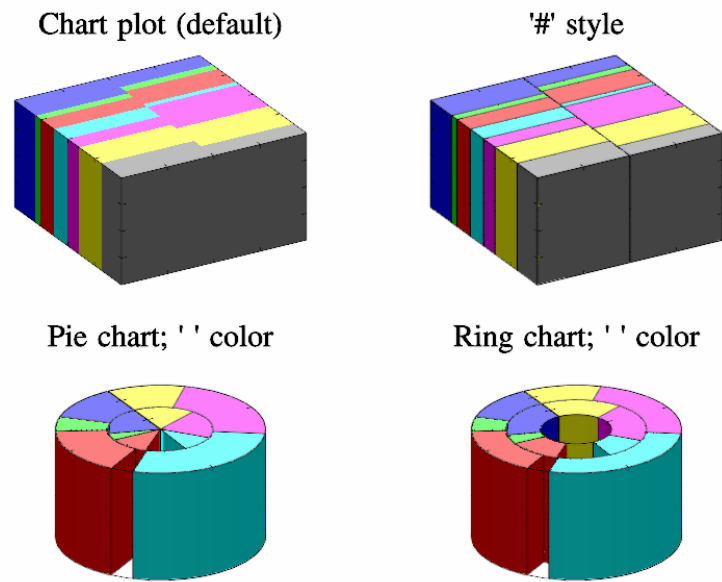 Chart plot (default)
'#' style
Pie chart; ' ' color
Ring chart; ' ' color